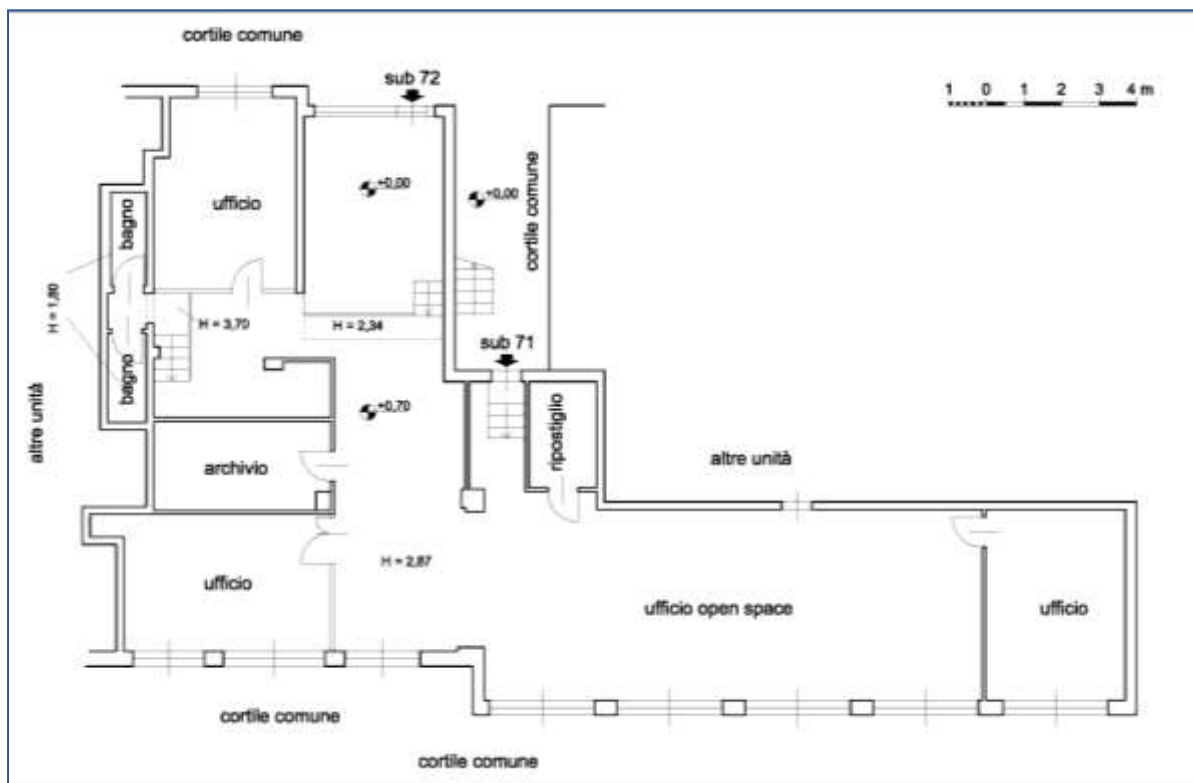 cortile comune
sub 72
1 0 1 2 3 4 m
+0,00
+0,00
cortile comune
ufficio
bagno
H = 1,80
H = 3,70
H = 2,34
sub 71
bagno
+0,70
altre unità
archivio
ripostiglio
altre unità
H = 2,87
ufficio
ufficio open space
ufficio
cortile comune
cortile comune